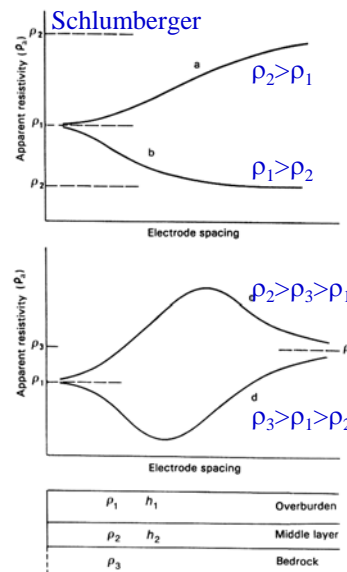 Schlumberger
ρ2
Apparent resistivity (ρa)
a
ρ2>ρ1
ρ1
b
ρ1>ρ2
ρ2
Electrode spacing
Apparent resistivity (ρa)
ρ2>ρ3>ρ1
ρ3
ρ1
d
ρ3>ρ1>ρ2
Electrode spacing
ρ1 h1 Overburden
ρ2 h2 Middle layer
ρ3 Bedrock